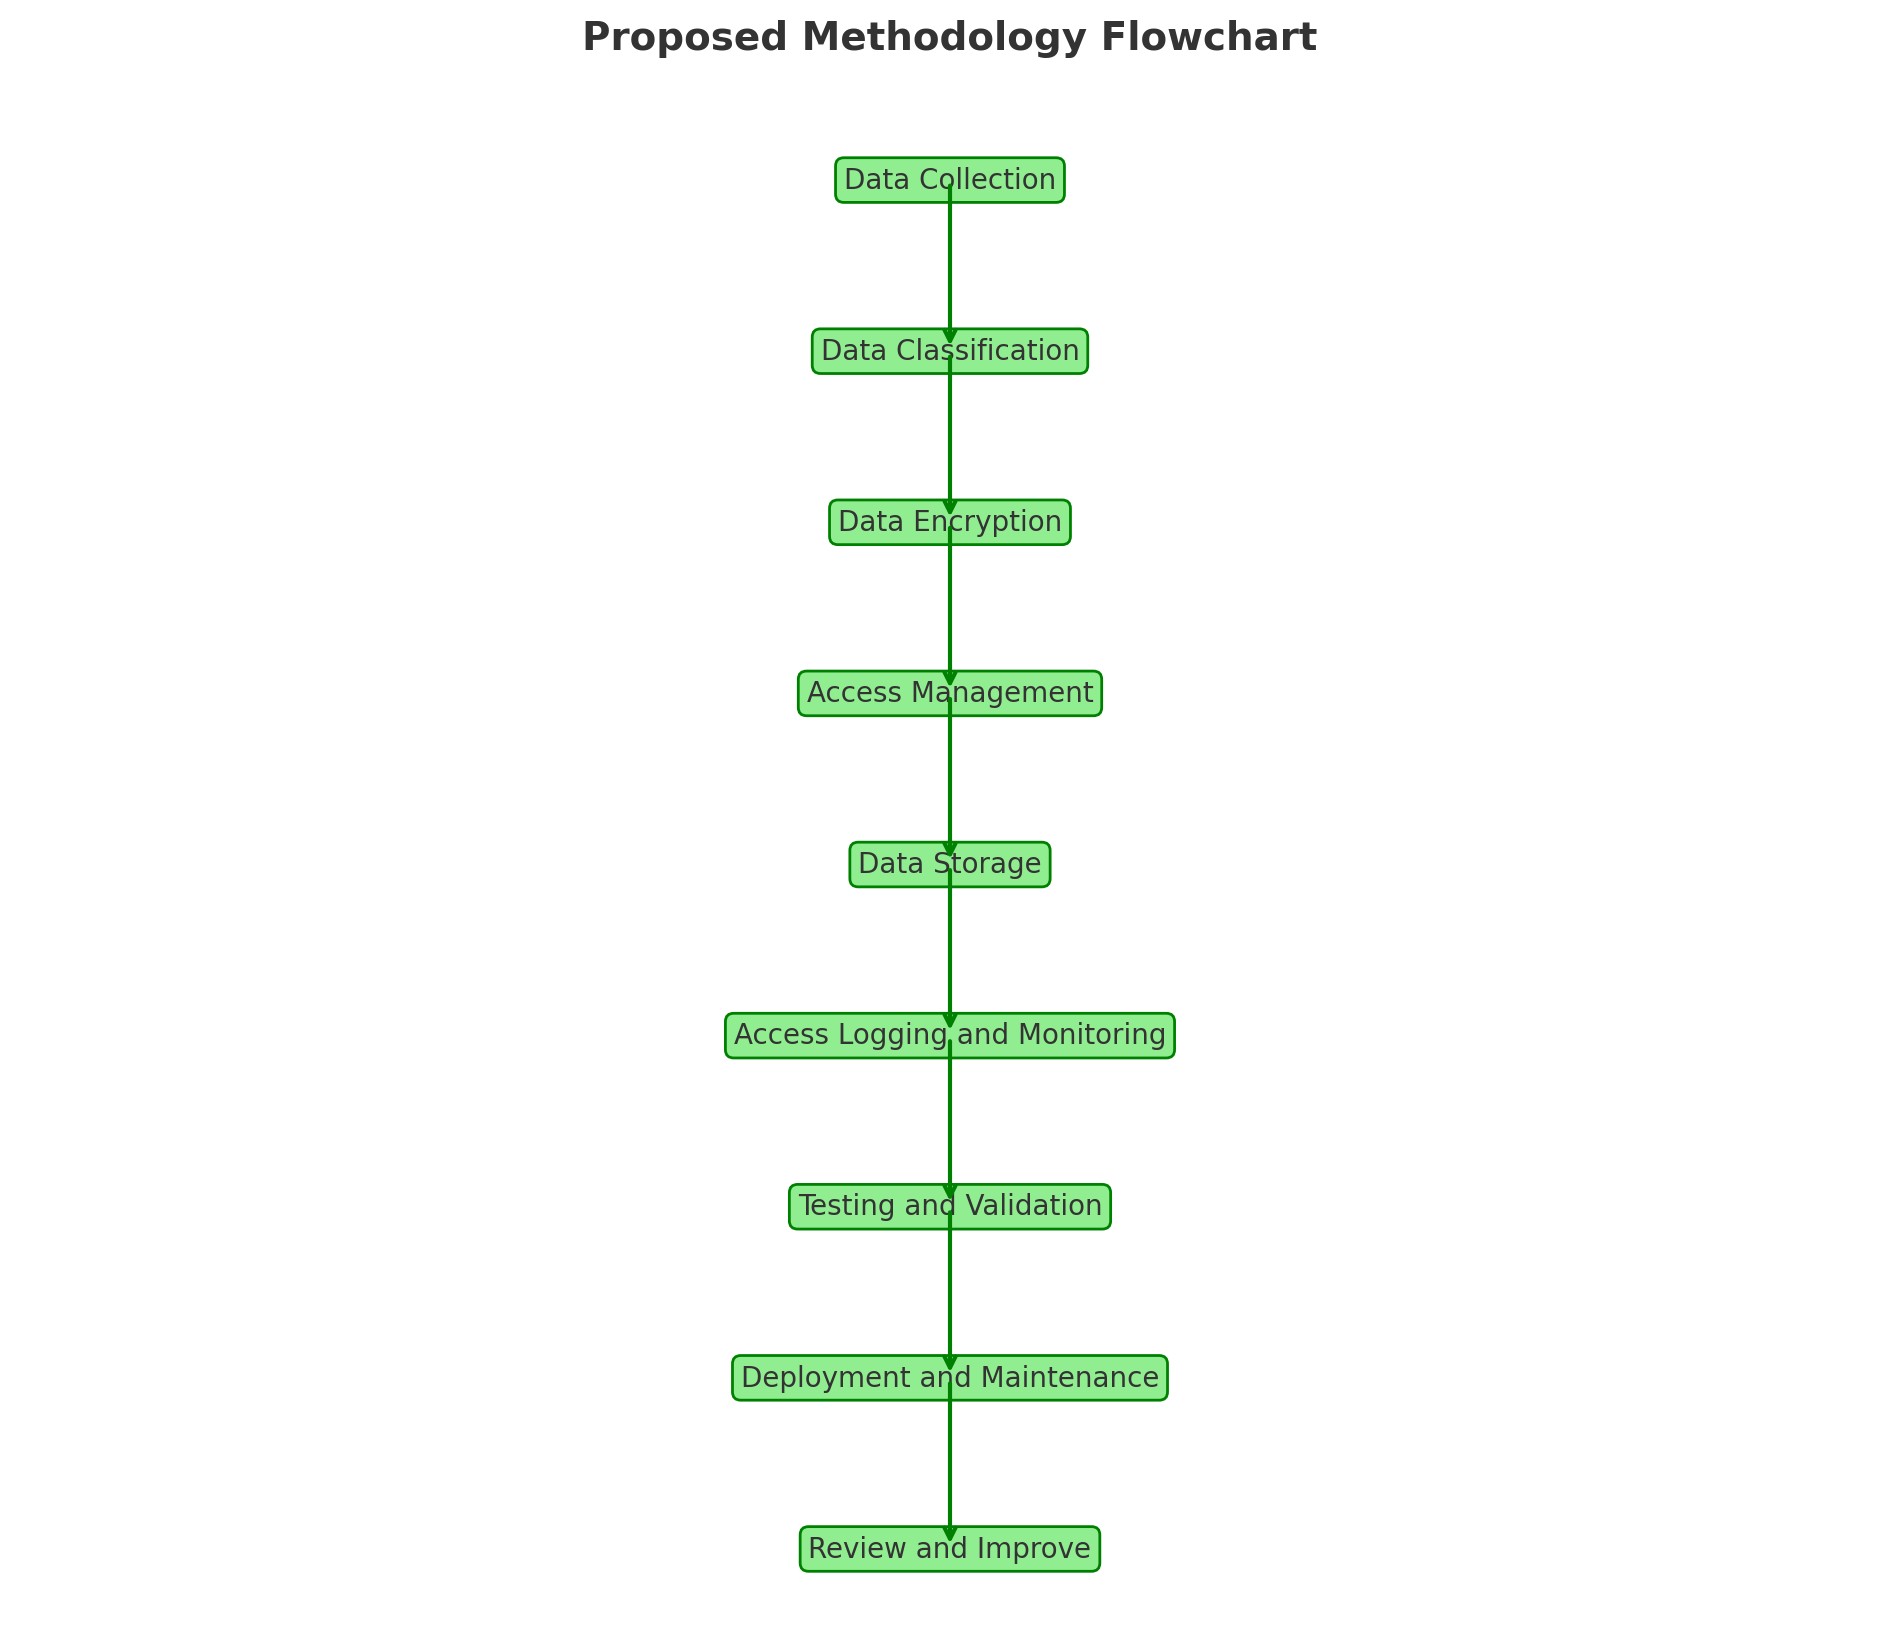 Proposed Methodology Flowchart
Data Collection
Data Classification
Data Encryption
Access Management
Data Storage
Access Logging and Monitoring
Testing and Validation
Deployment and Maintenance
Review and Improve